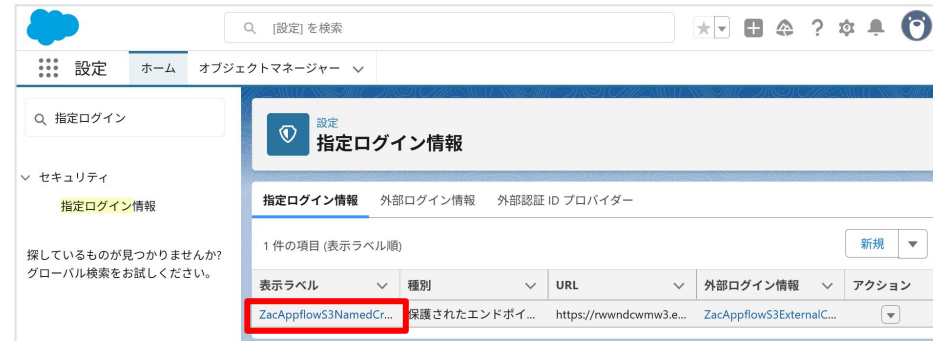 [設定] を検索
設定
ホーム
オブジェクトマネージャー
指定ログイン
セキュリティ
指定ログイン情報
探しているものが見つかりませんか?
グローバル検索をお試しください。
設定
指定ログイン情報
指定ログイン情報 外部ログイン情報 外部認証 ID プロバイダー
1 件の項目 (表示ラベル順)
新規
表示ラベル 種別 URL 外部ログイン情報 アクション
ZacAppflowS3NamedCr... 保護されたエンドポイ... https://rwwndcwmw3.e... ZacAppflowS3ExternalC...